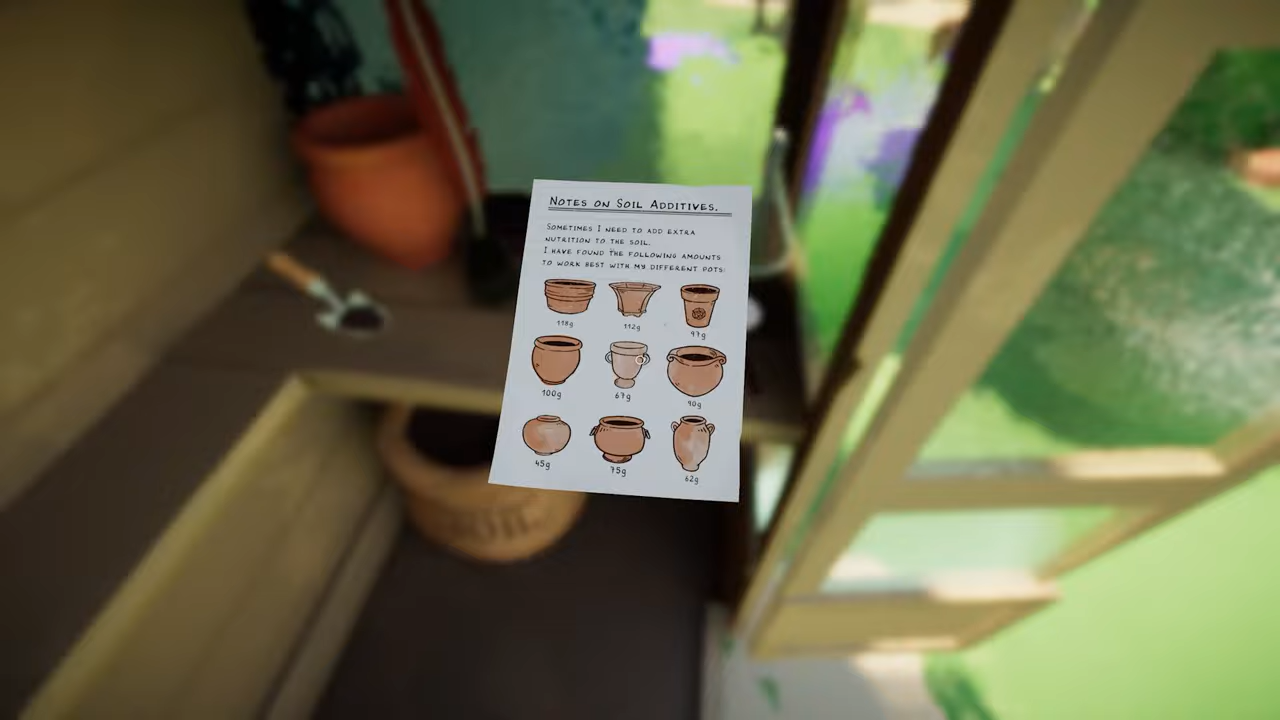 NOTES ON SOIL ADDITIVES.
SOMETIMES I NEED TO ADD EXTRA
NUTRITION TO THE SOIL.
I HAVE FOUND THE FOLLOWING AMOUNTS
TO WORK BEST WITH MY DIFFERENT POTS:
118g 112g 97g
100g 67g 90g
45g 75g 62g
SOIL